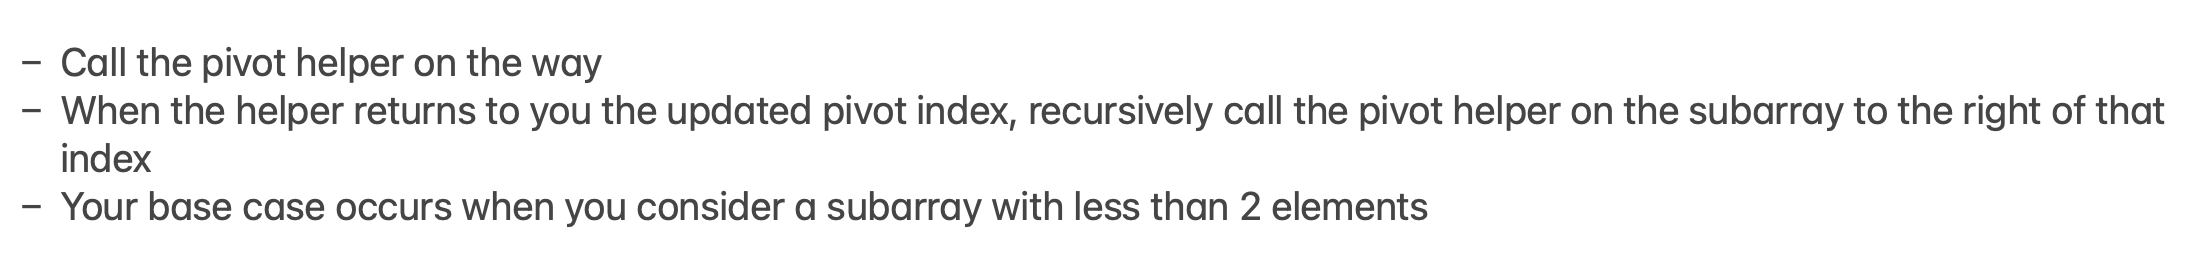 – Call the pivot helper on the way
– When the helper returns to you the updated pivot index, recursively call the pivot helper on the subarray to the right of that
index
– Your base case occurs when you consider a subarray with less than 2 elements